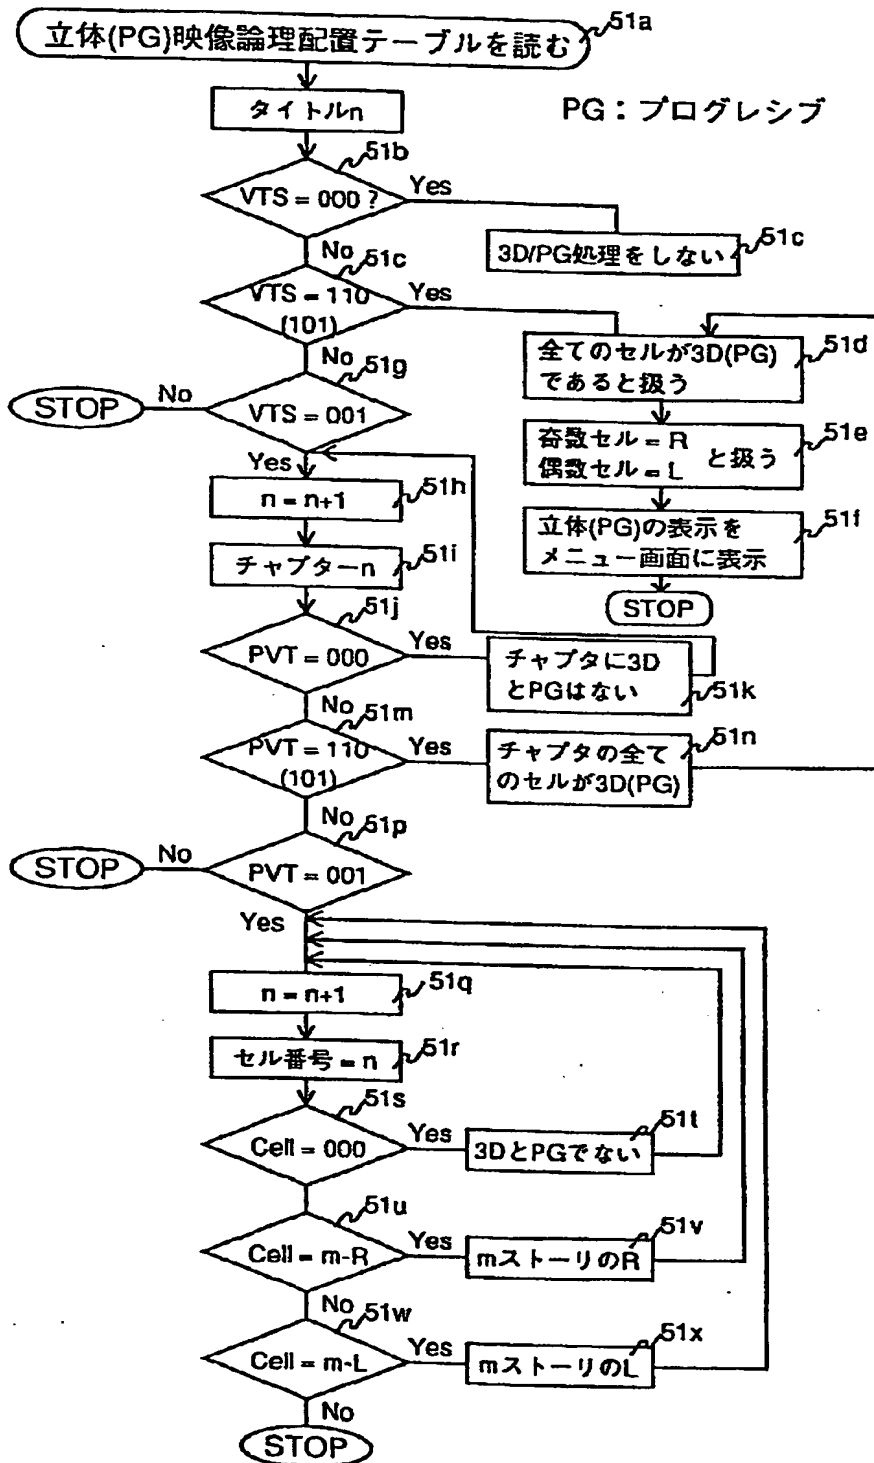 立体(PG)映像論理配置テーブルを読む
51a
タイトルn
PG：プログレシブ
51b
VTS = 000 ?
Yes
No
3D/PG処理をしない
51c
51c
VTS = 110
(101)
Yes
No
全てのセルが3D(PG)
であると扱う
51d
51g
VTS = 001
No
STOP
Yes
奇数セル = R
偶数セル = L
と扱う
51e
n = n+1
51h
立体(PG)の表示を
メニュー画面に表示
51f
STOP
チャプターn
51i
51j
PVT = 000
Yes
No
チャプタに3D
とPGはない
51k
51m
PVT = 110
(101)
Yes
No
チャプタの全て
のセルが3D(PG)
51n
51p
PVT = 001
No
STOP
Yes
n = n+1
51q
セル番号 = n
51r
51s
Cell = 000
Yes
3DとPGでない
51t
51u
Cell = m-R
Yes
No
mストーリのR
51v
51w
Cell = m-L
Yes
mストーリのL
51x
No
STOP